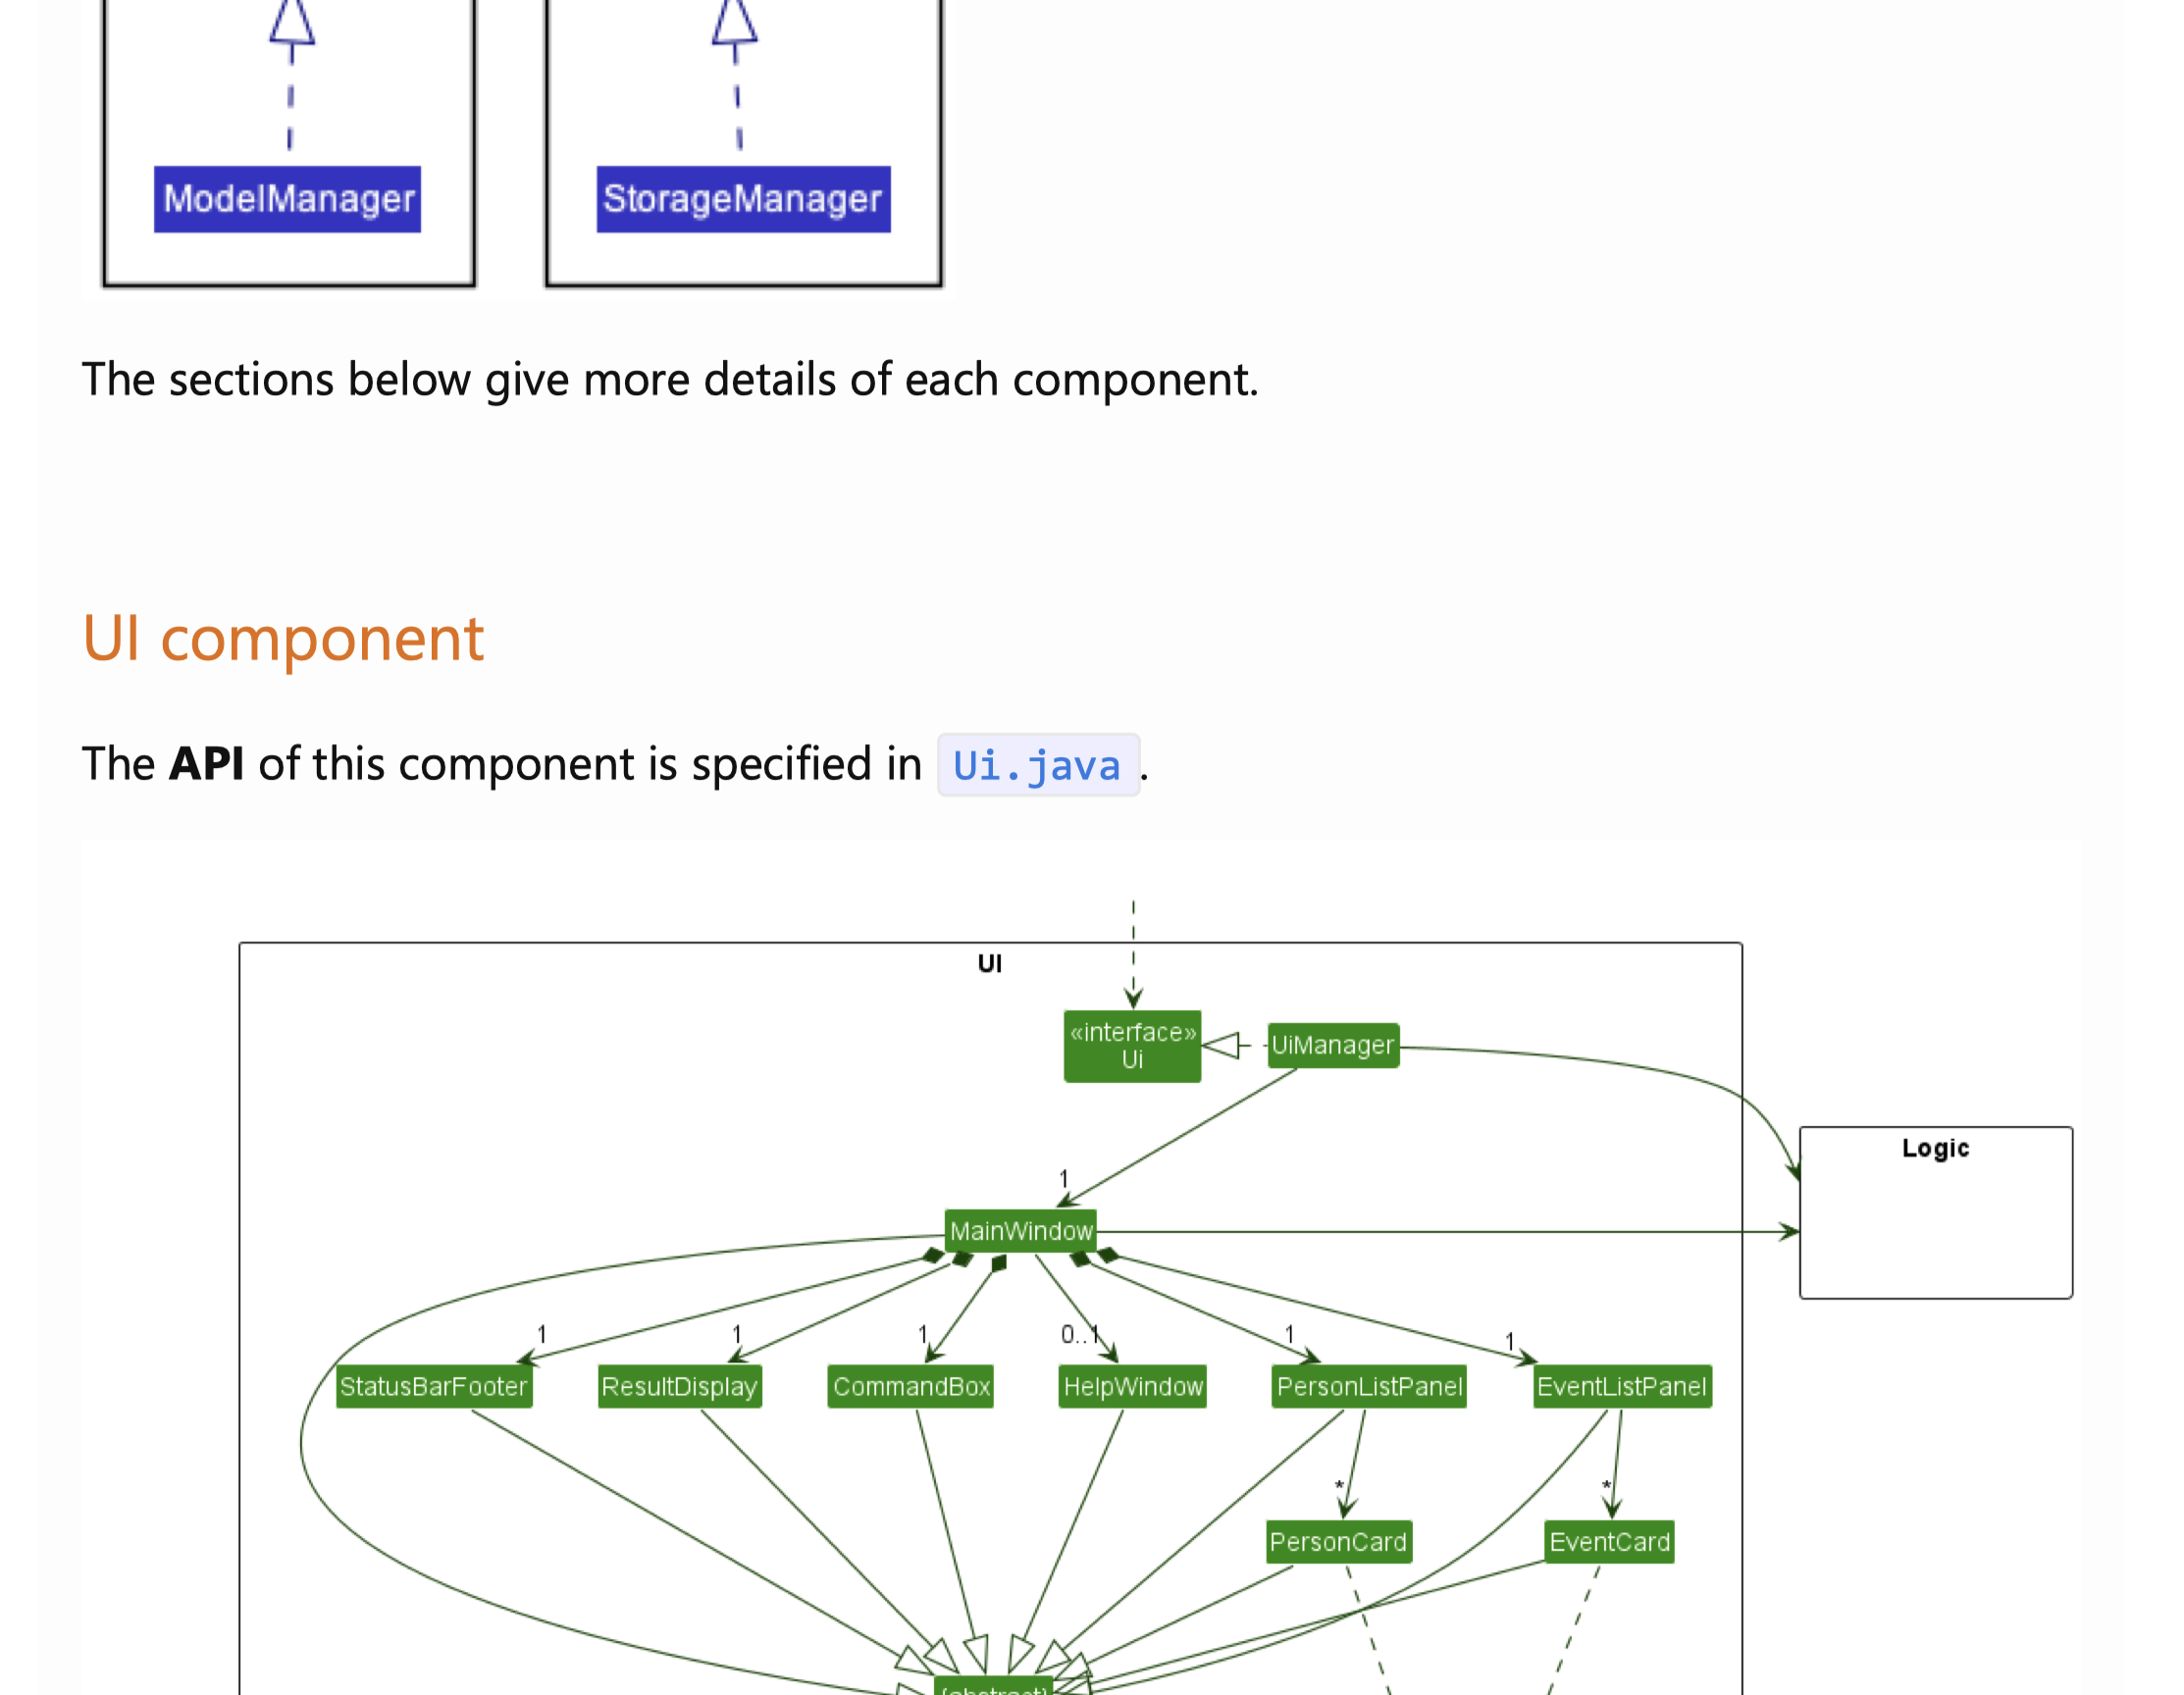 ModelManager
StorageManager
The sections below give more details of each component.
UI component
The API of this component is specified in Ui.java.
UI
«interface»
Ui
UiManager
Logic
1
MainWindow
1
1
1
0..1
1
1
StatusBarFooter
ResultDisplay
CommandBox
HelpWindow
PersonListPanel
EventListPanel
*
*
PersonCard
EventCard
{abstract}